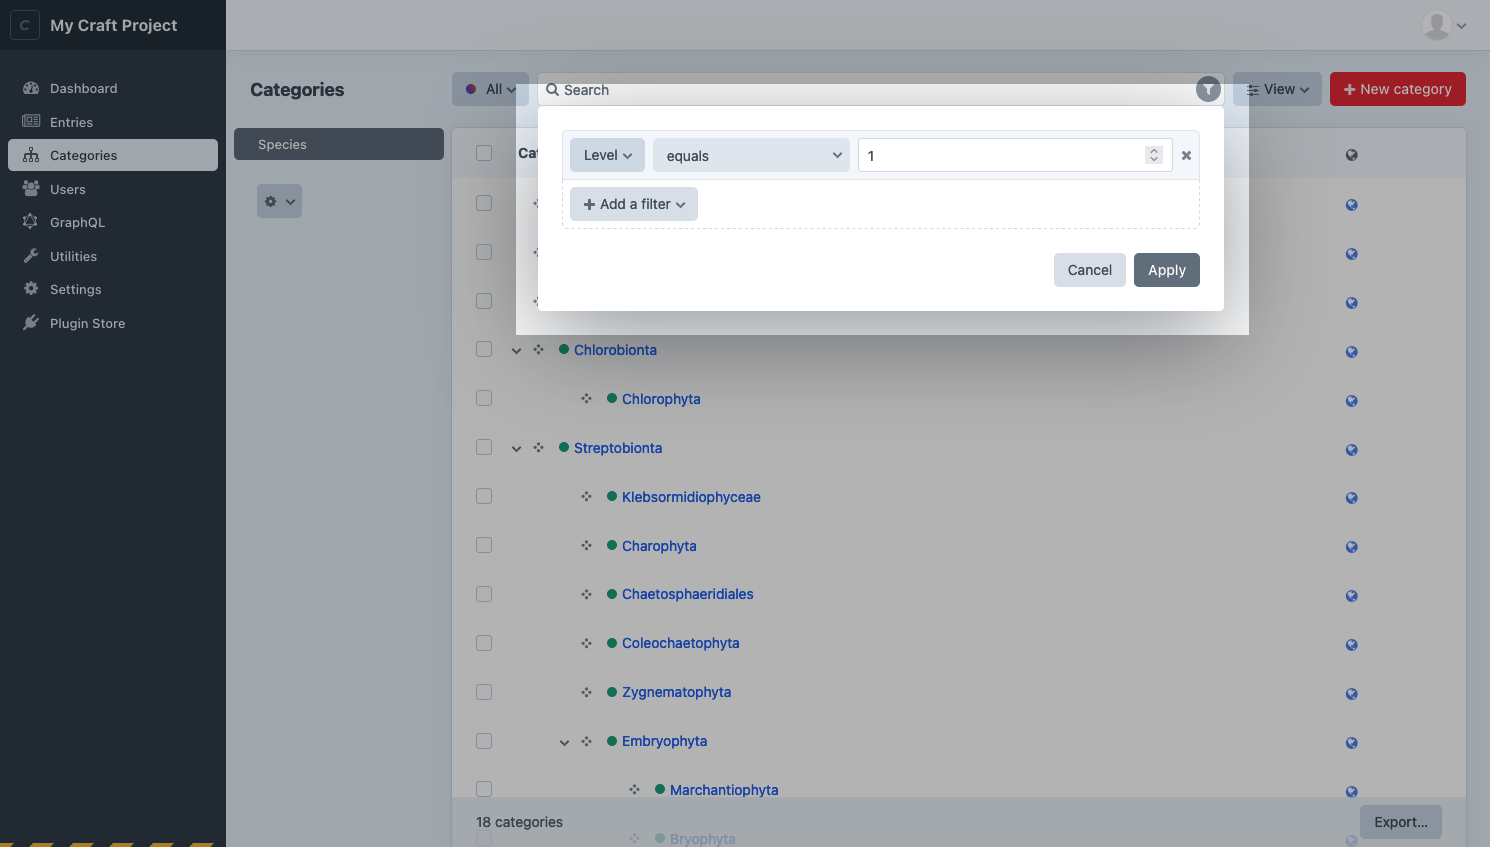 C My Craft Project
Dashboard
Entries
Categories
Users
GraphQL
Utilities
Settings
Plugin Store
Categories
Species
All
Search
View
New category
Cat
Level
equals
1
Add a filter
Cancel
Apply
Chlorobionta
Chlorophyta
Streptobionta
Klebsormidiophyceae
Charophyta
Chaetosphaeridiales
Coleochaetophyta
Zygnematophyta
Embryophyta
Marchantiophyta
Bryophyta
18 categories
Export...